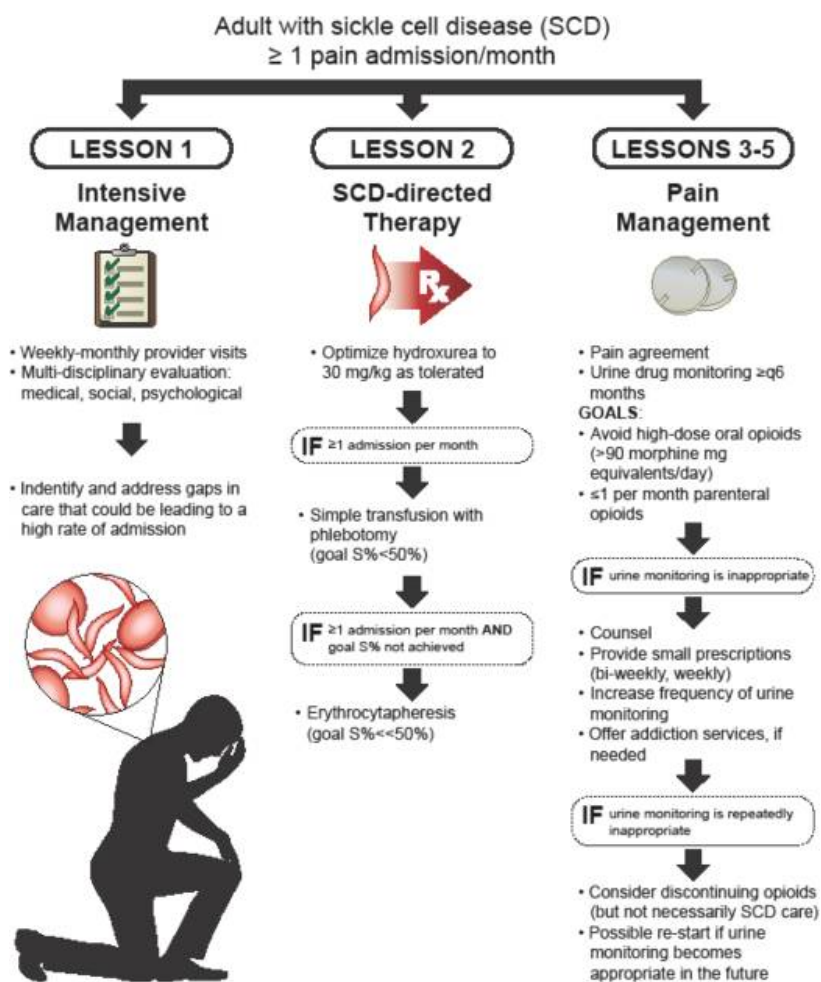 Adult with sickle cell disease (SCD)
≥ 1 pain admission/month
LESSON 1
Intensive
Management
• Weekly-monthly provider visits
• Multi-disciplinary evaluation:
medical, social, psychological
• Indentify and address gaps in
care that could be leading to a
high rate of admission
LESSON 2
SCD-directed
Therapy
Rx
• Optimize hydroxurea to
30 mg/kg as tolerated
IF ≥1 admission per month
• Simple transfusion with
phlebotomy
(goal S%<50%)
IF ≥1 admission per month AND
goal S% not achieved
• Erythrocytapheresis
(goal S%<<50%)
LESSONS 3-5
Pain
Management
• Pain agreement
• Urine drug monitoring ≥q6
months
GOALS:
• Avoid high-dose oral opioids
(>90 morphine mg
equivalents/day)
• ≤1 per month parenteral
opioids
IF urine monitoring is inappropriate
• Counsel
• Provide small prescriptions
(bi-weekly, weekly)
• Increase frequency of urine
monitoring
• Offer addiction services, if
needed
IF urine monitoring is repeatedly
inappropriate
• Consider discontinuing opioids
(but not necessarily SCD care)
• Possible re-start if urine
monitoring becomes
appropriate in the future